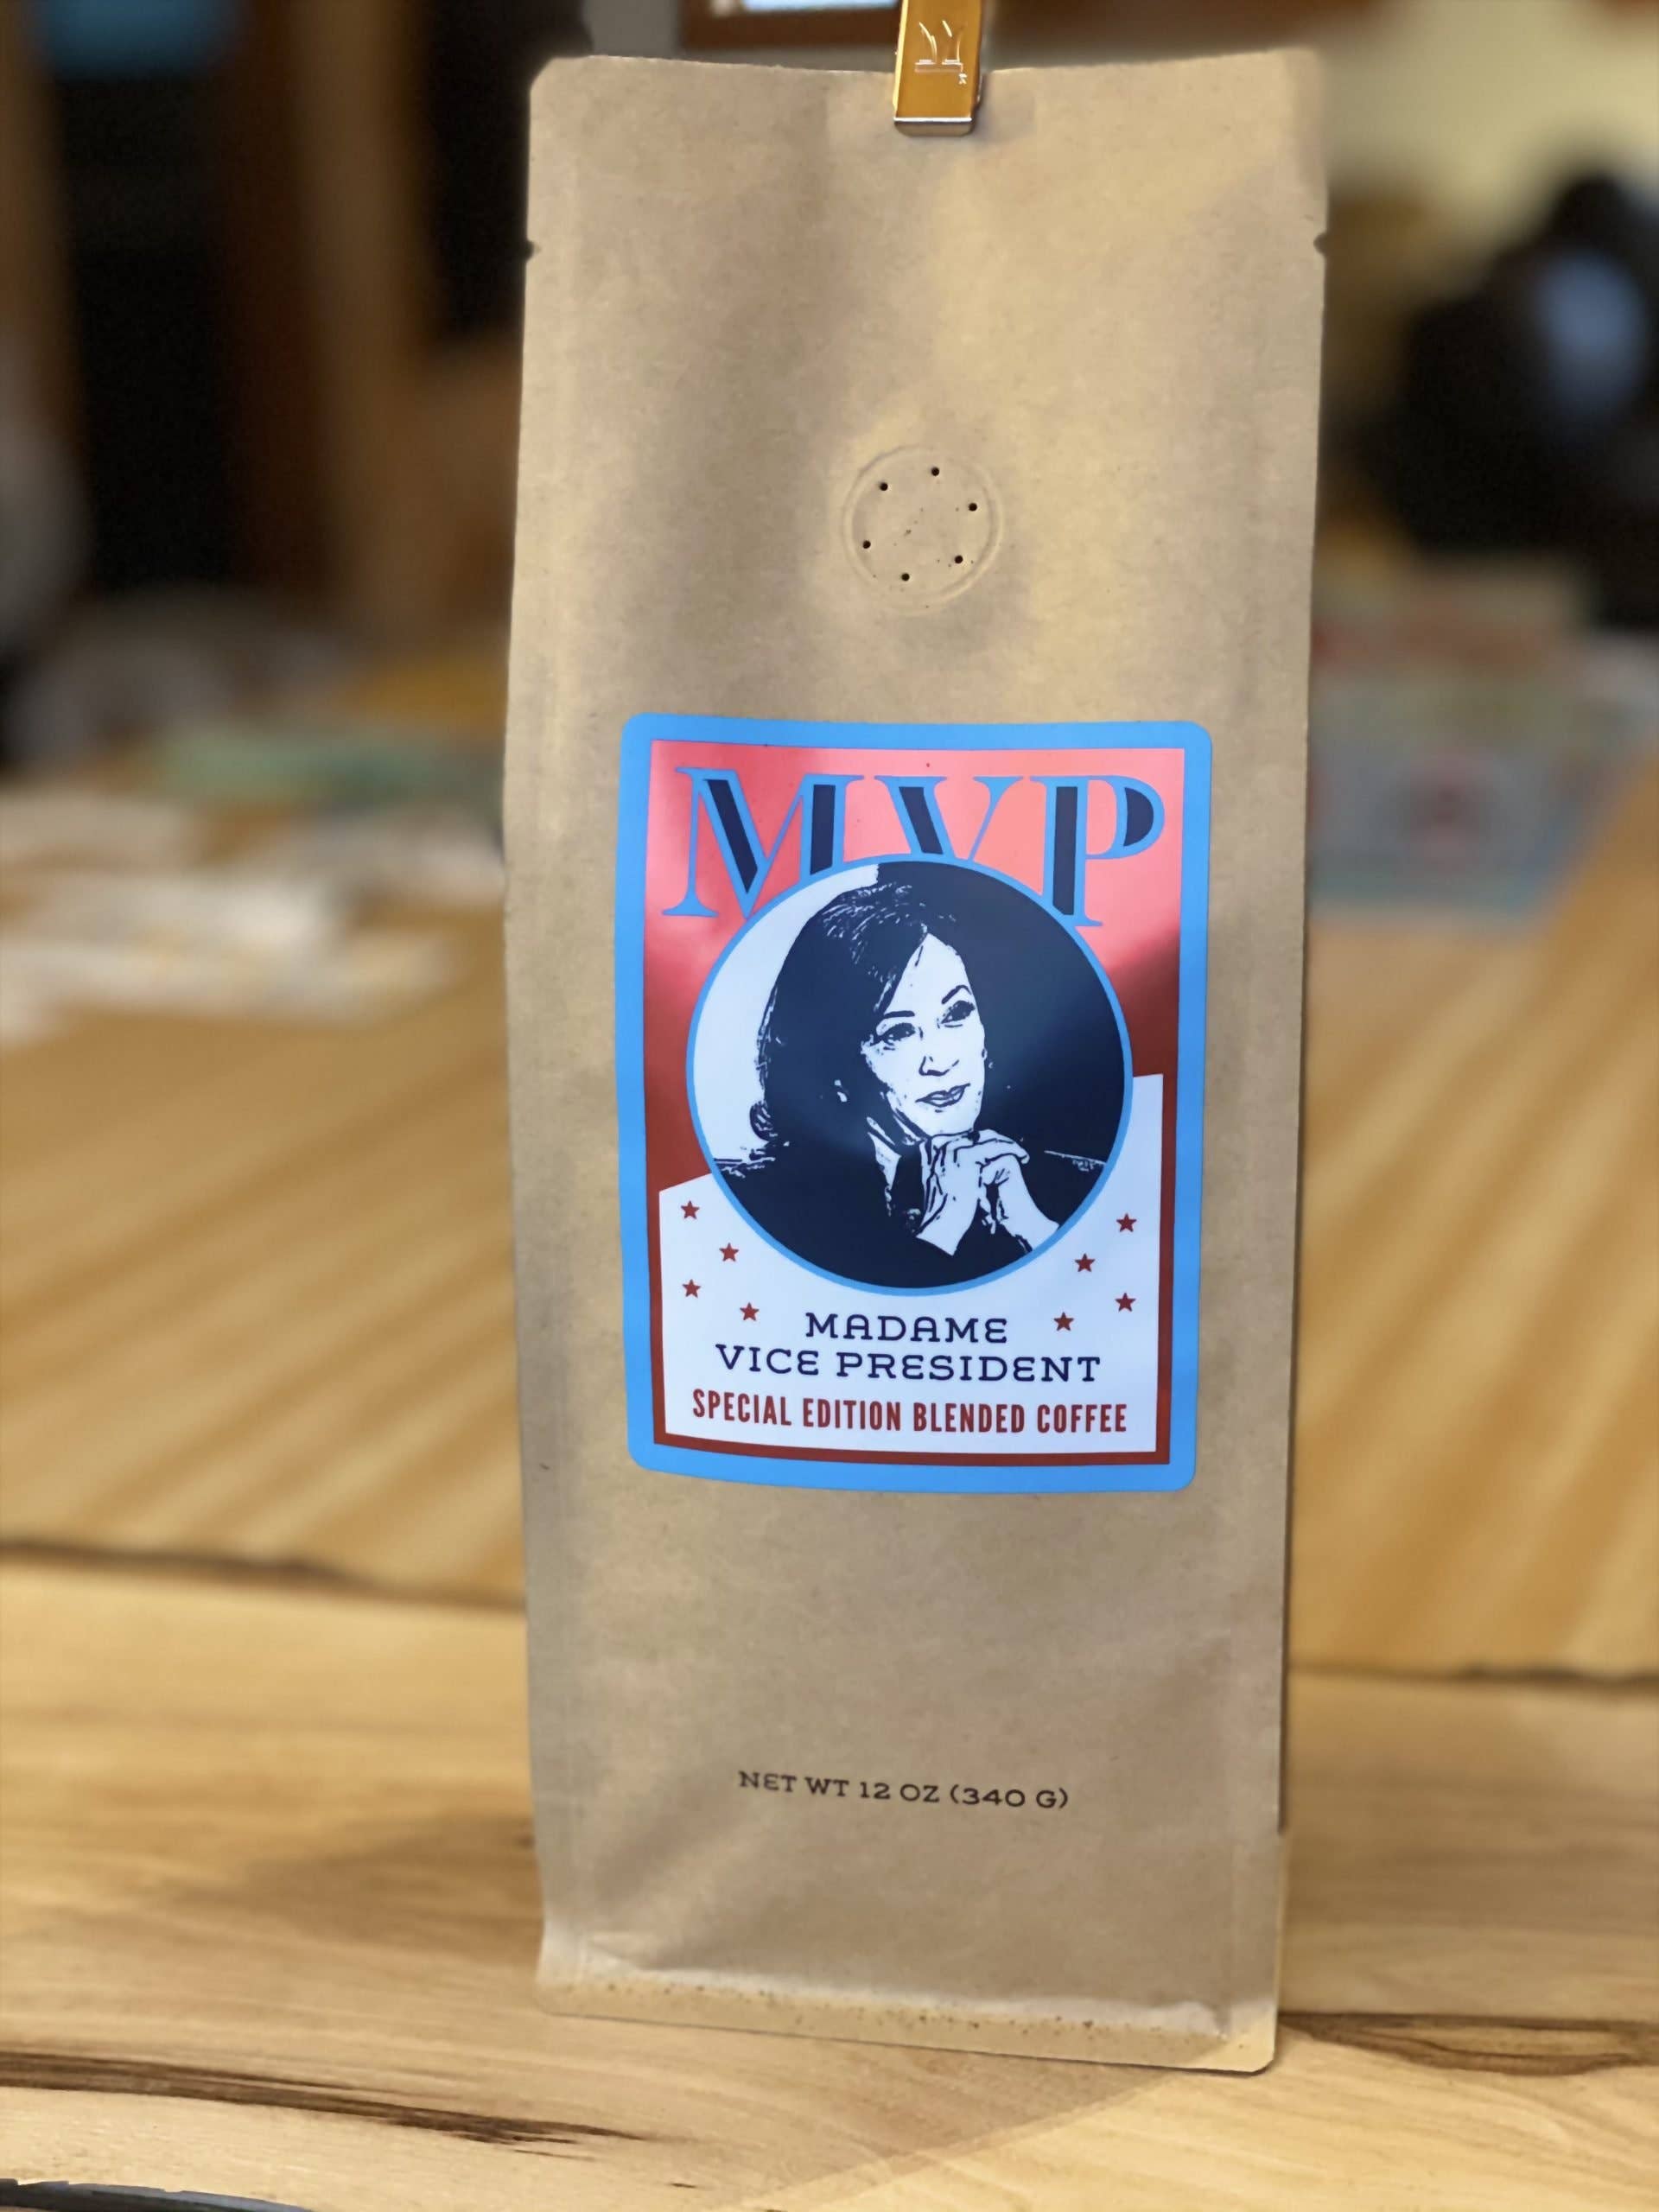 MVP
MADAME
VICE PRESIDENT
SPECIAL EDITION BLENDED COFFEE
NET WT 12 OZ (340 G)